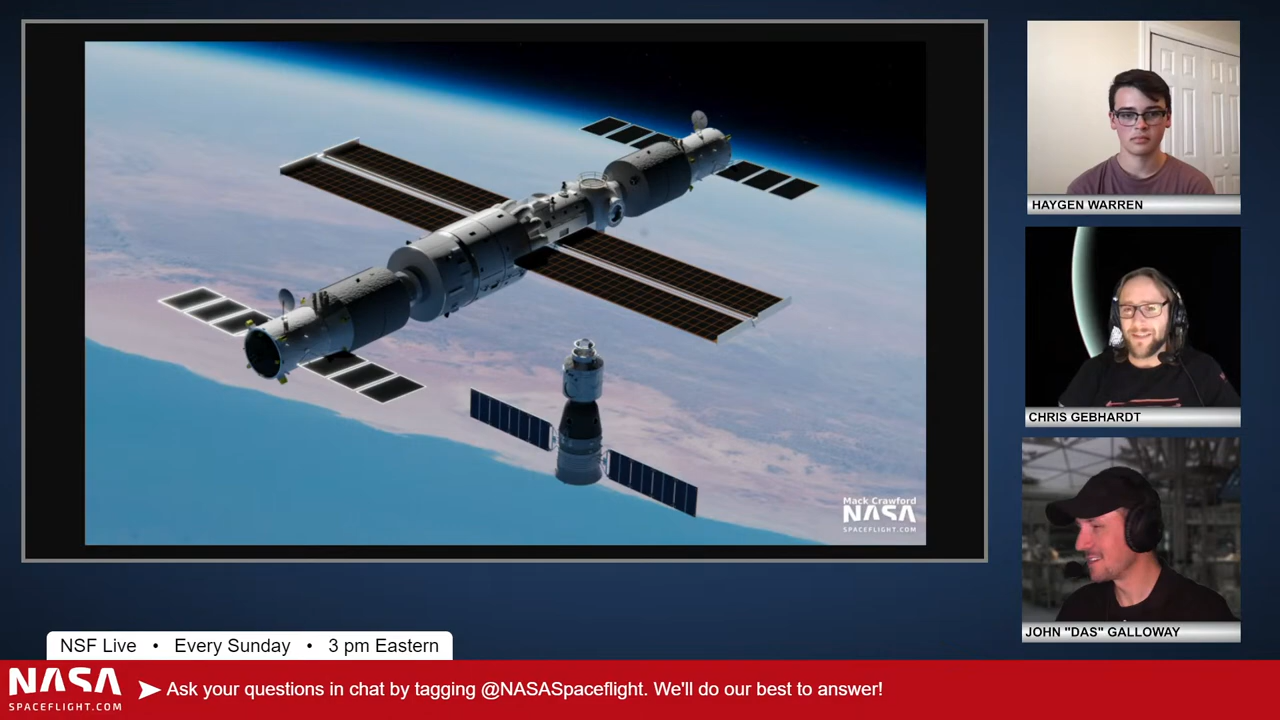 HAYGEN WARREN
CHRIS GEBHARDT
Mack Crawford
NASA
SPACEFLIGHT.COM
JOHN "DAS" GALLOWAY
NSF Live • Every Sunday • 3 pm Eastern
NASA
SPACEFLIGHT.COM
Ask your questions in chat by tagging @NASASpaceflight. We'll do our best to answer!